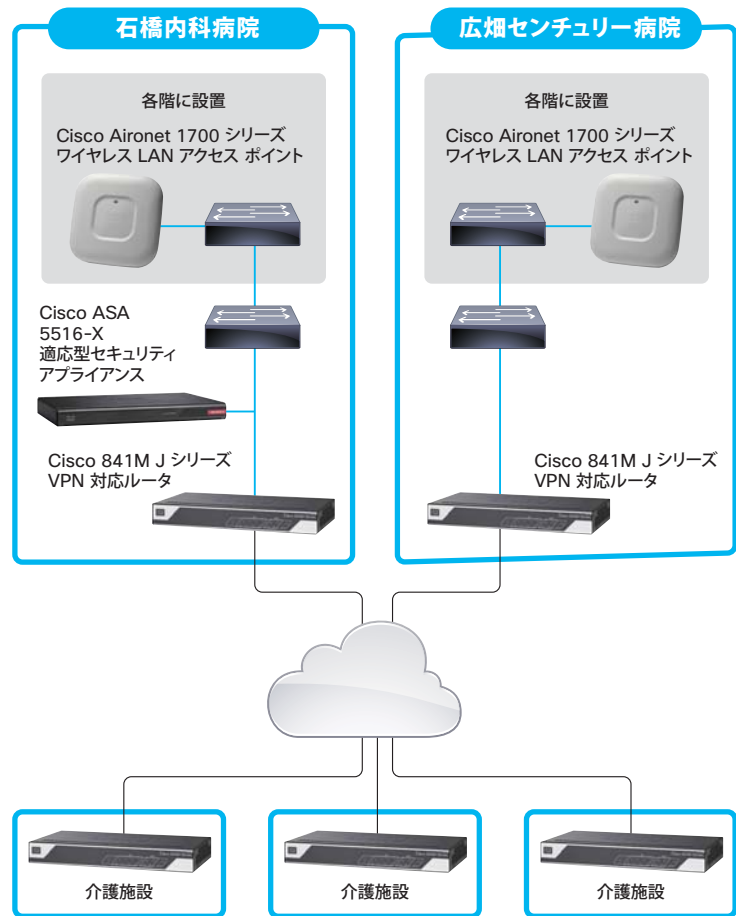 石橋内科病院
各階に設置
Cisco Aironet 1700 シリーズ
ワイヤレス LAN アクセス ポイント
Cisco ASA
5516-X
適応型セキュリティ
アプライアンス
Cisco 841M J シリーズ
VPN 対応ルータ
広畑センチュリー病院
各階に設置
Cisco Aironet 1700 シリーズ
ワイヤレス LAN アクセス ポイント
Cisco 841M J シリーズ
VPN 対応ルータ
介護施設
介護施設
介護施設